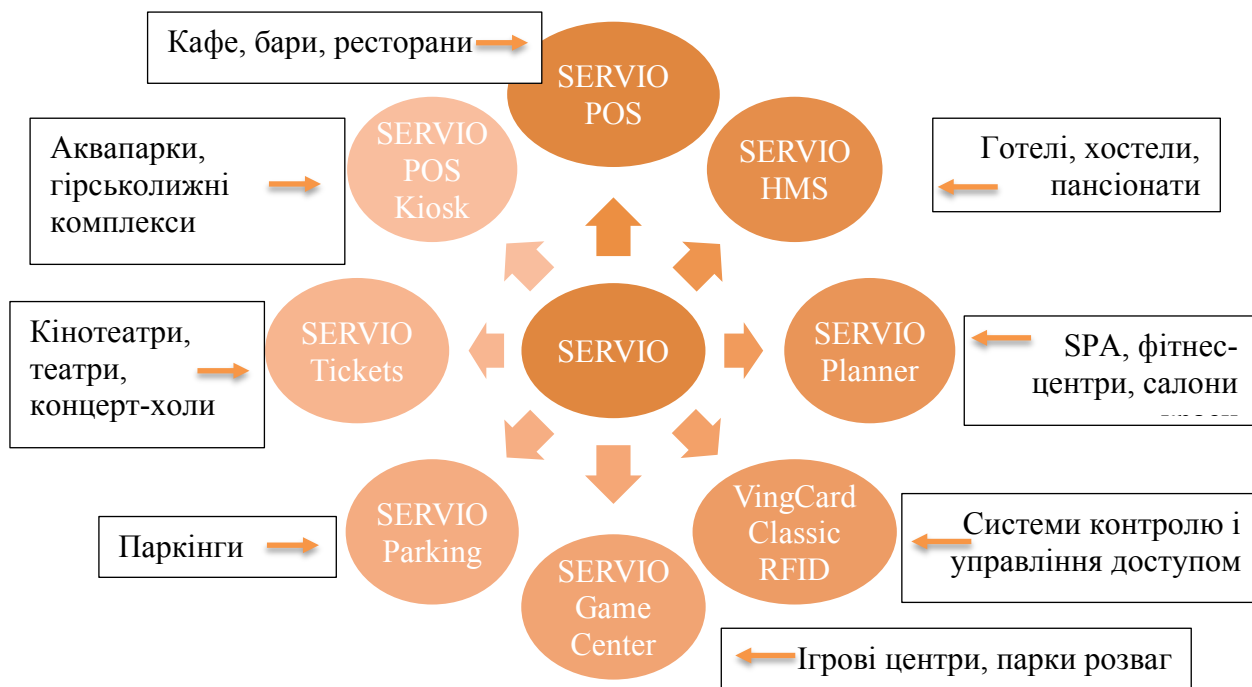 Кафе, бари, ресторани
SERVIO
POS
SERVIO
POS
Kiosk
SERVIO
HMS
Аквапарки,
гірськолижні
комплекси
Готелі, хостели,
пансіонати
Кінотеатри,
театри,
концерт-холи
SERVIO
Tickets
SERVIO
SERVIO
Planner
SPA, фітнес-
центри, салони
Паркінги
SERVIO
Parking
SERVIO
Game
Center
VingCard
Classic
RFID
Системи контролю і
управління доступом
Ігрові центри, парки розваг